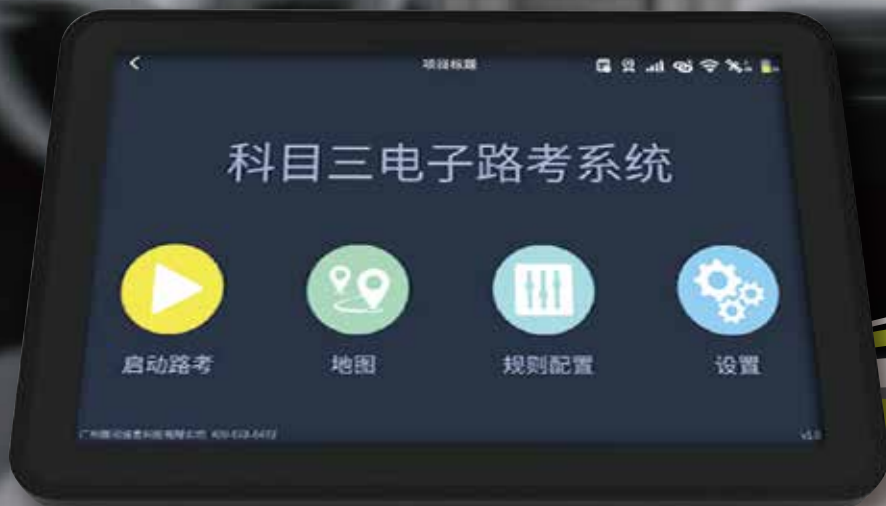 项目标题
科目三电子路考系统
启动路考
地图
规则配置
设置
v1.0